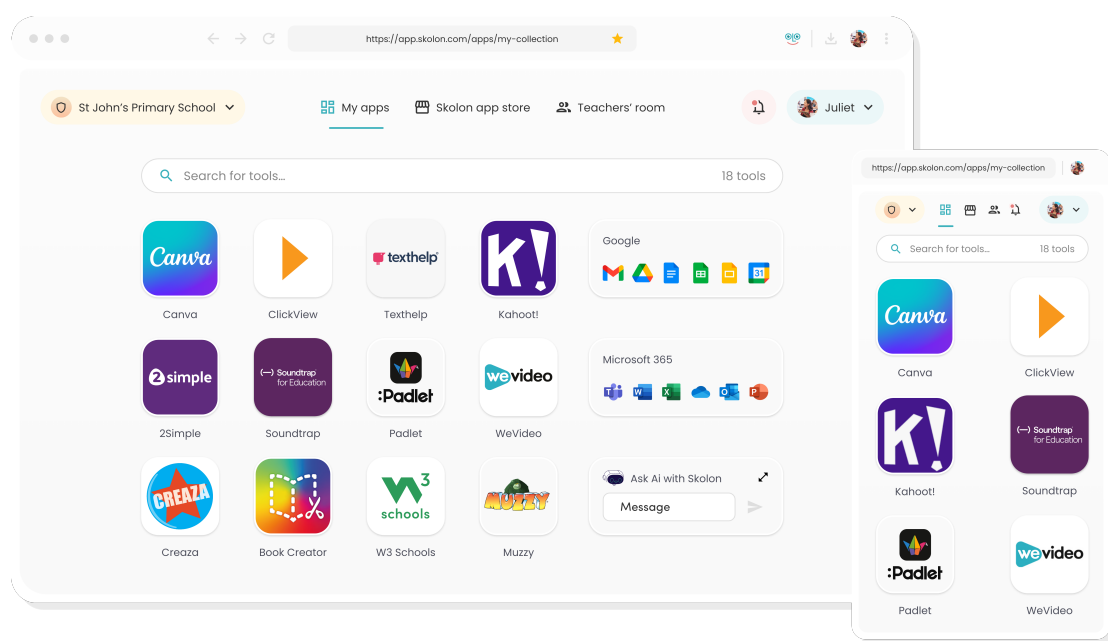 https://app.skolon.com/apps/my-collection
St John's Primary School
My apps
Skolon app store
Teachers' room
Juliet
Search for tools...
18 tools
Canva
texthelp
K!
Google
31
Canva
ClickView
Texthelp
Kahoot!
2simple
Soundtrap
for Education
:Padlet
wevideo
Microsoft 365
T
W
X
O
P
2Simple
Soundtrap
Padlet
WeVideo
CREAZA
W3
schools
MUZZY
Ask Ai with Skolon
Message
Creaza
Book Creator
W3 Schools
Muzzy
https://app.skolon.com/apps/my-collection
Search for tools...
18 tools
Canva
Canva
ClickView
K!
Soundtrap
for Education
Kahoot!
Soundtrap
:Padlet
wevideo
Padlet
WeVideo